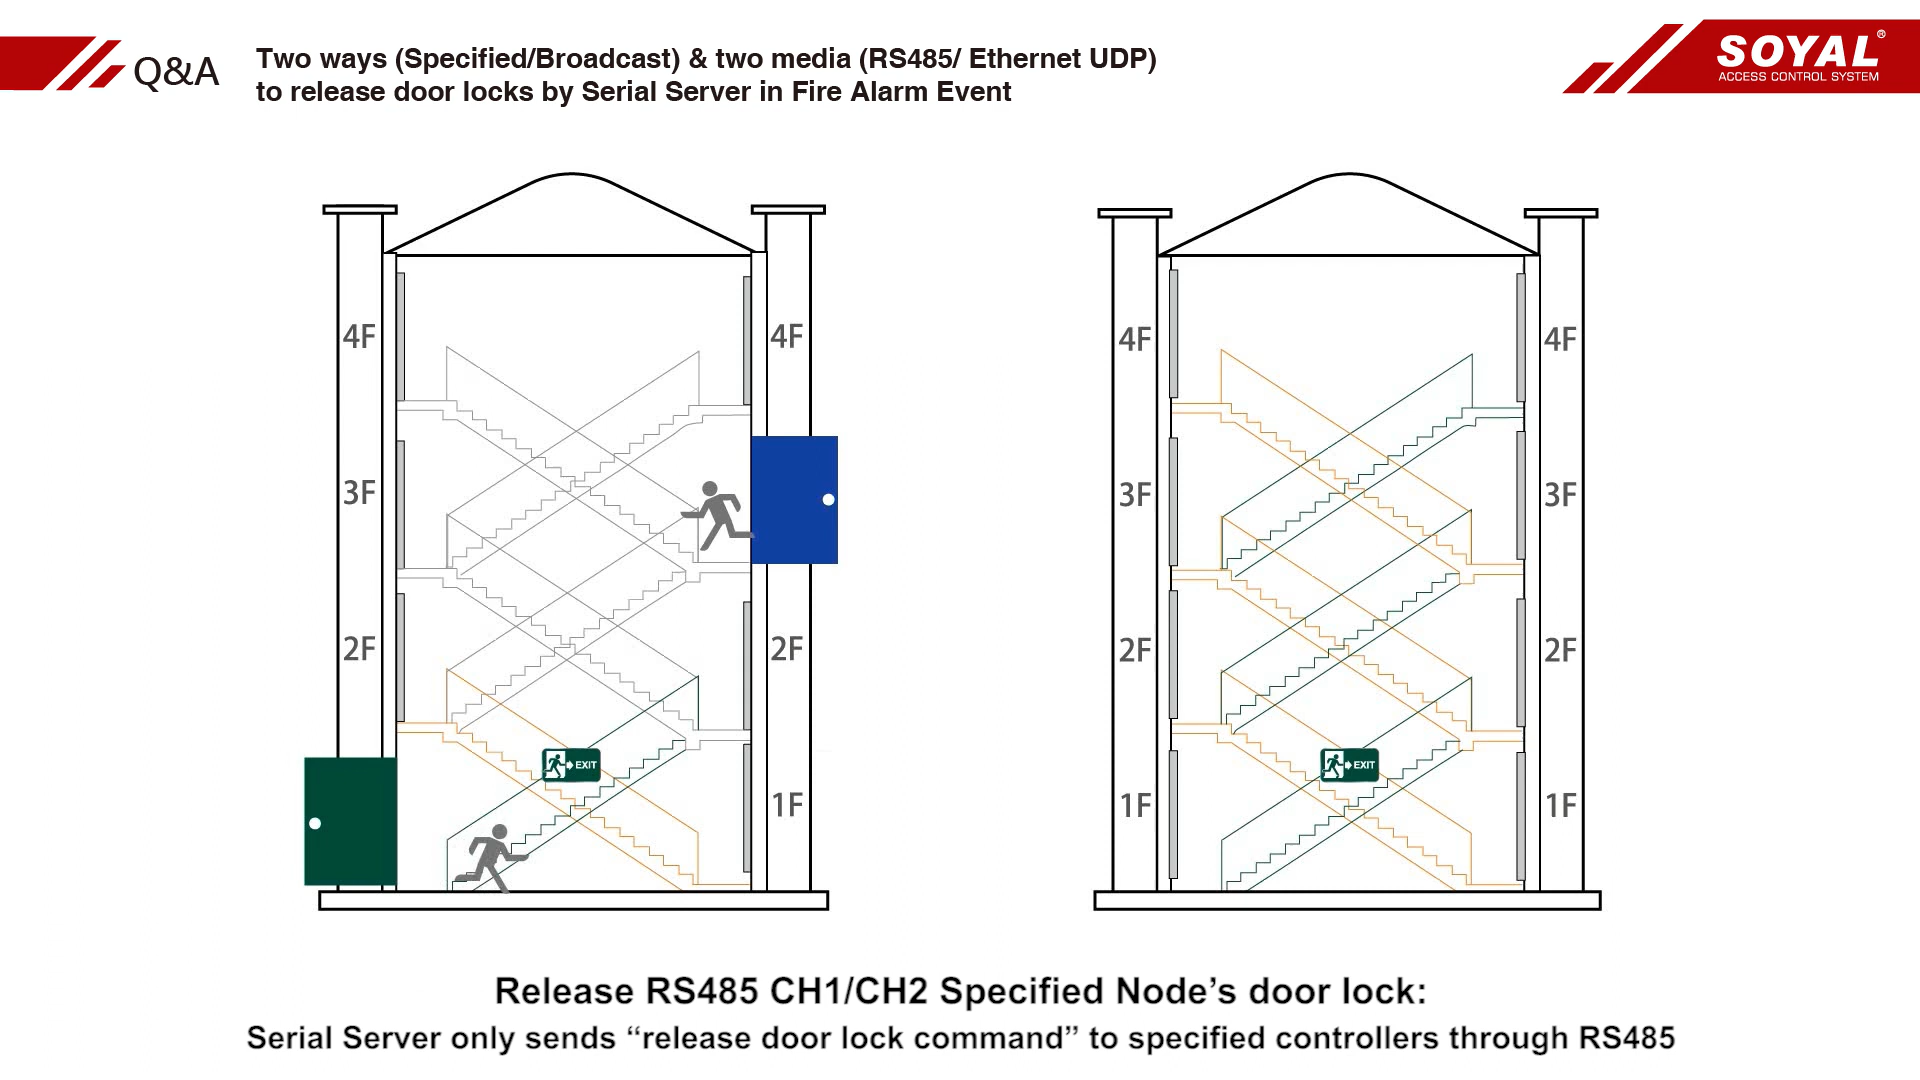 Q&A
Two ways (Specified/Broadcast) & two media (RS485/ Ethernet UDP)
to release door locks by Serial Server in Fire Alarm Event
SOYAL®
ACCESS CONTROL SYSTEM
4F
4F
3F
3F
2F
2F
EXIT
1F
4F
4F
3F
3F
2F
2F
EXIT
1F
1F
Release RS485 CH1/CH2 Specified Node’s door lock:
Serial Server only sends “release door lock command” to specified controllers through RS485